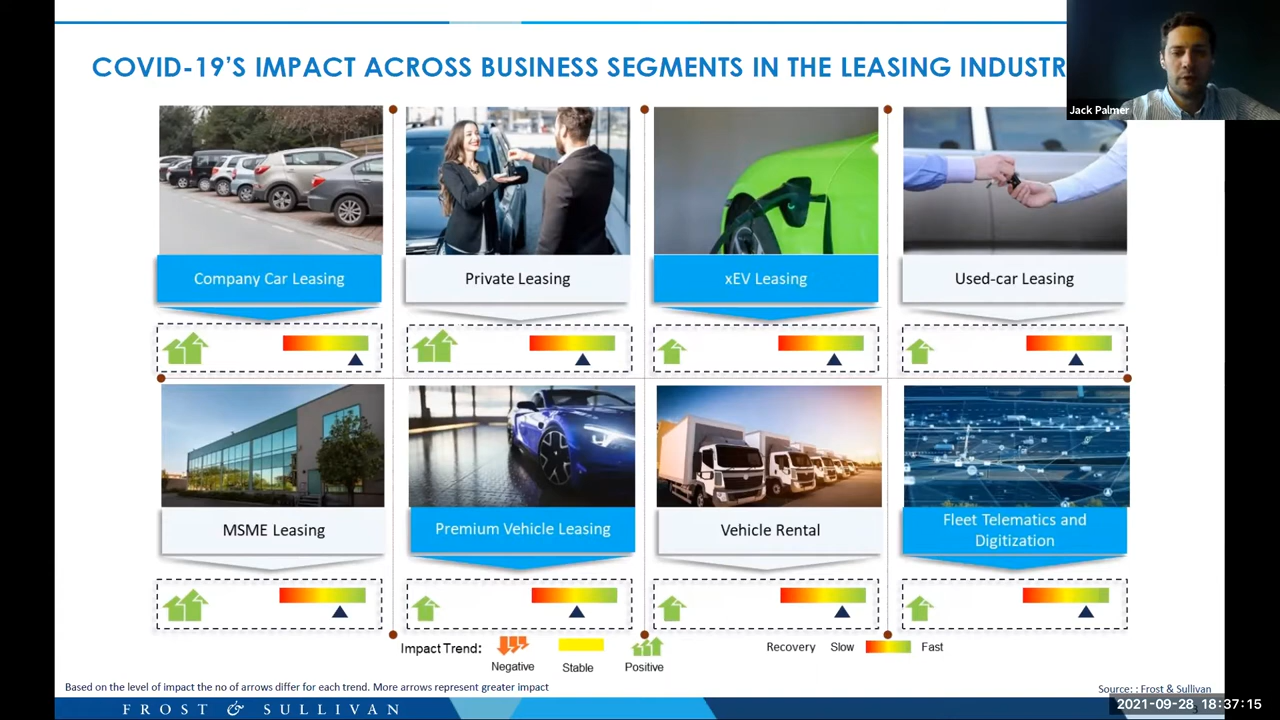 COVID-19'S IMPACT ACROSS BUSINESS SEGMENTS IN THE LEASING INDUSTR
Jack Palmer
Company Car Leasing
Private Leasing
xEV Leasing
Used-car Leasing
MSME Leasing
Premium Vehicle Leasing
Vehicle Rental
Fleet Telematics and
Digitization
Impact Trend:
Negative
Stable
Positive
Recovery Slow Fast
Based on the level of impact the no of arrows differ for each trend. More arrows represent greater impact
Source: : Frost & Sullivan
FROST & SULLIVAN
2021-09-28 18:37:15